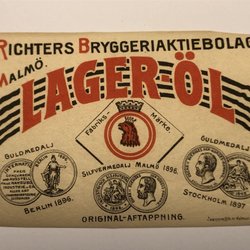 RICHTERS BRYGGERIAKTIEBOLAG
MALMÖ.
LAGER-ÖL
Fabriks-Märke.
GULDMEDALJ
GULDMEDALJ
SILFVERMEDALJ MALMÖ 1896.
BERLIN 1896.
STOCKHOLM 1897
ORIGINAL-AFTAPPNING.